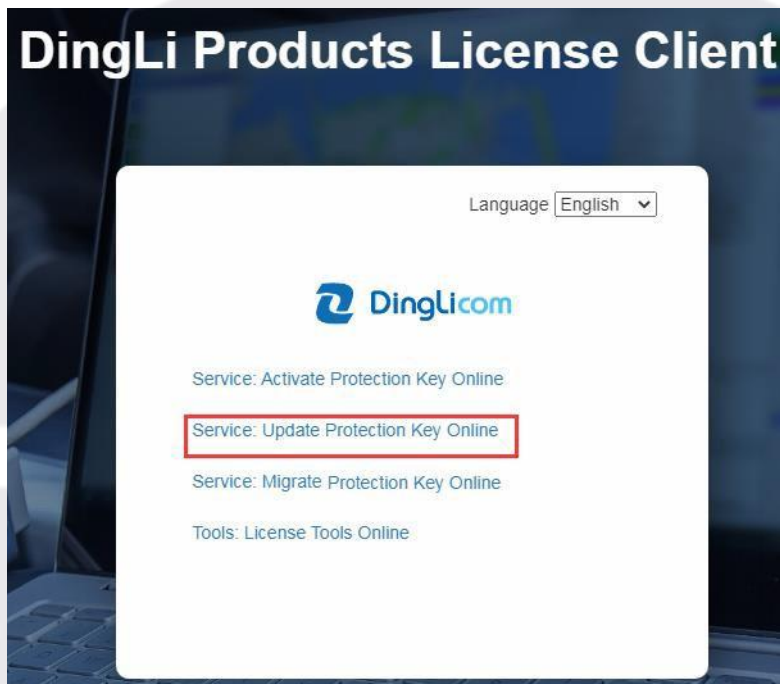 DingLi Products License Client
Language English
DingLicom
Service: Activate Protection Key Online
Service: Update Protection Key Online
Service: Migrate Protection Key Online
Tools: License Tools Online